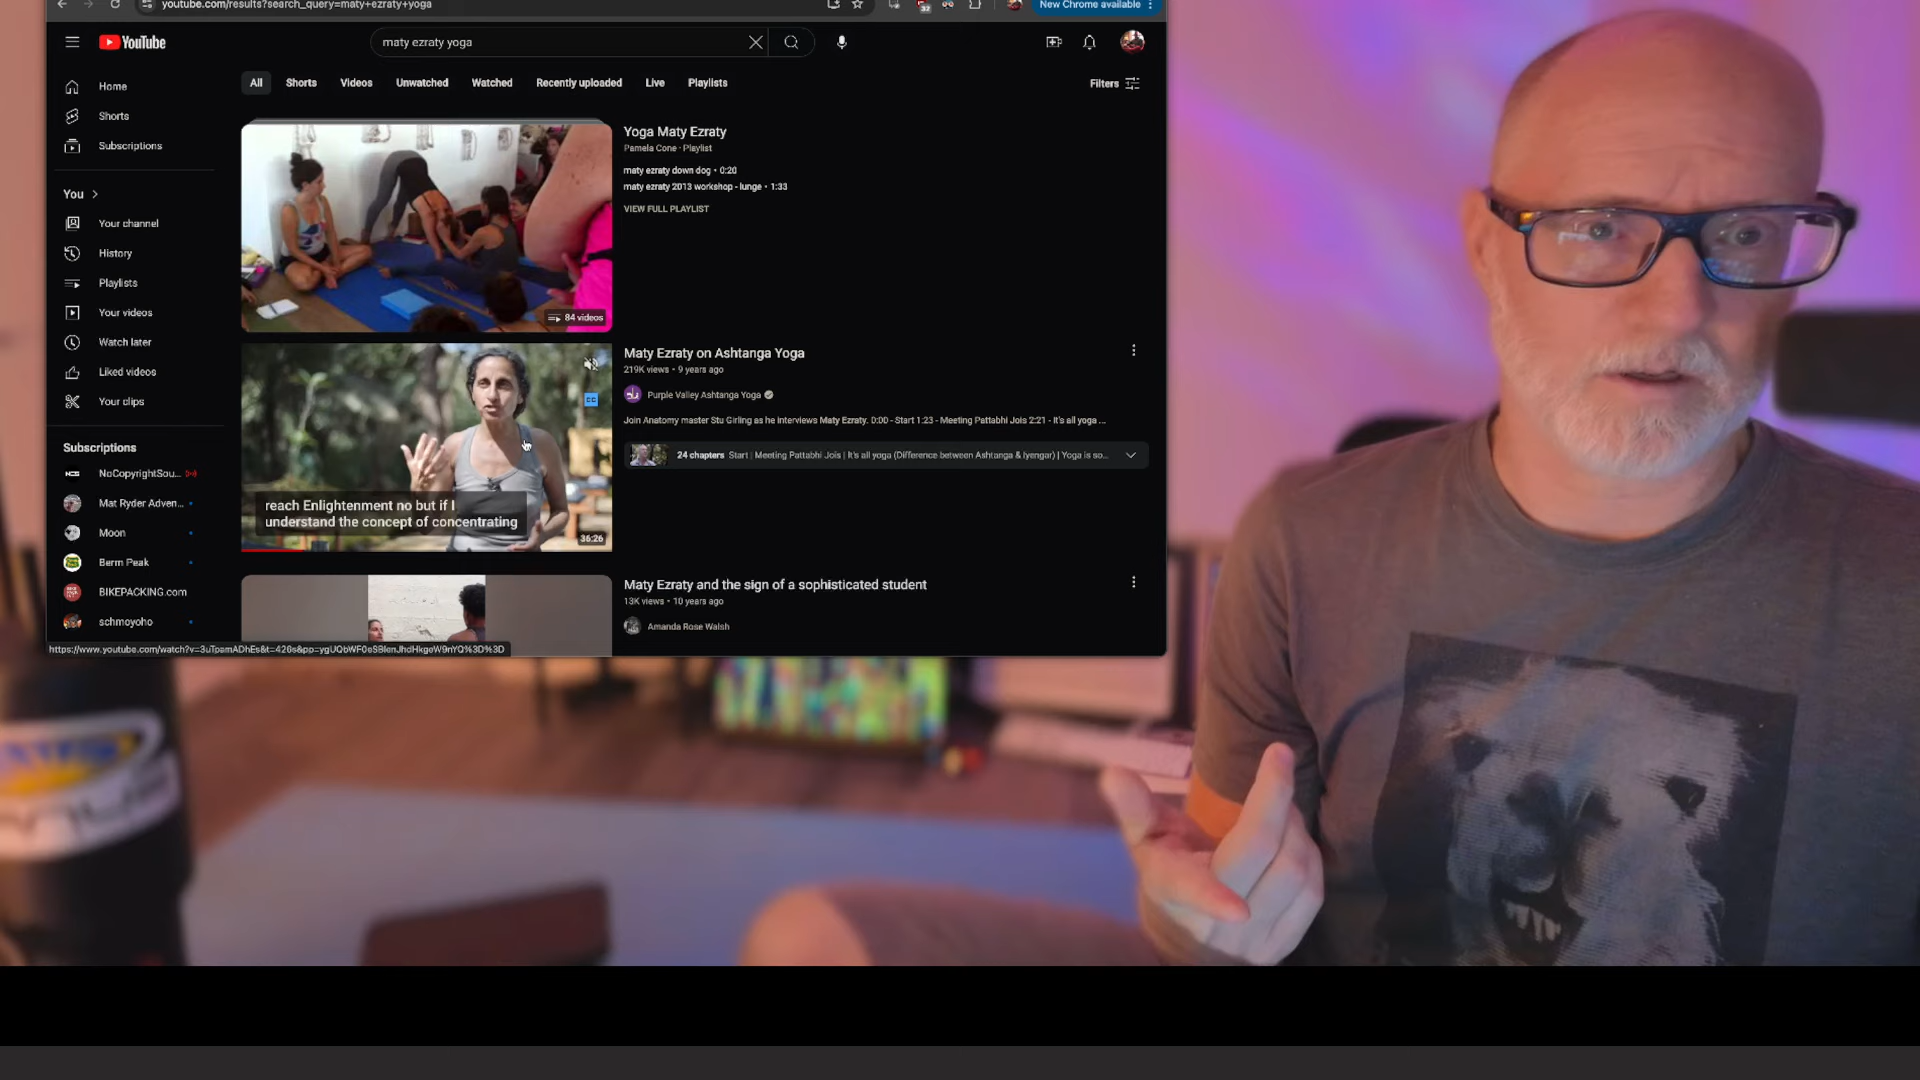 youtube.com/results?search_query=maty+ezraty+yoga
37
New Chrome available
YouTube
maty ezraty yoga
All
Shorts
Videos
Unwatched
Watched
Recently uploaded
Live
Playlists
Filters
Home
Shorts
Subscriptions
You
Your channel
History
Playlists
Your videos
Watch later
Liked videos
Your clips
Subscriptions
NoCopyrightSou...
Mat Ryder Adven...
Moon
Berm Peak
BIKEPACKING.com
schmoyoho
84 videos
Yoga Maty Ezraty
Pamela Cone · Playlist
maty ezraty down dog · 0:20
maty ezraty 2013 workshop - lunge · 1:33
VIEW FULL PLAYLIST
CC
reach Enlightenment no but if I
understand the concept of concentrating
36:26
Maty Ezraty on Ashtanga Yoga
219K views · 9 years ago
Purple Valley Ashtanga Yoga
Join Anatomy master Stu Girling as he interviews Maty Ezraty. 0:00 - Start 1:23 - Meeting Pattabhi Jois 2:21 - It's all yoga ...
24 chapters Start | Meeting Pattabhi Jois | It's all yoga (Difference between Ashtanga & Iyengar) | Yoga is so...
Maty Ezraty and the sign of a sophisticated student
13K views · 10 years ago
Amanda Rose Walsh